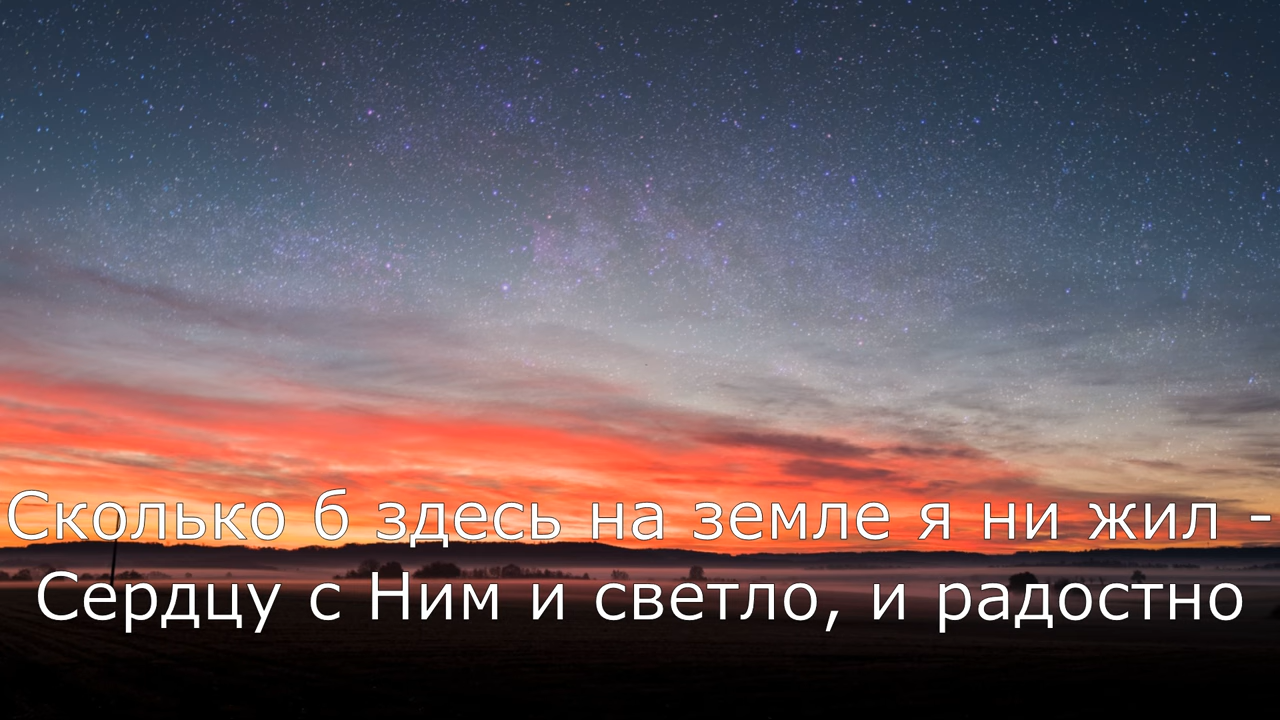 Сколько б здесь на земле я ни жил -
Сердцу с Ним и светло, и радостно